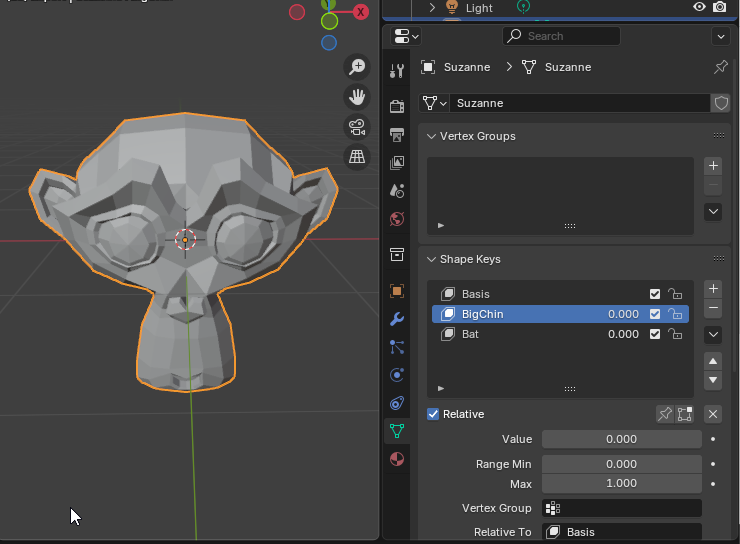 X
Light
Search
Suzanne > Suzanne
Suzanne
Vertex Groups
Shape Keys
Basis
BigChin 0.000
Bat 0.000
Relative
Value 0.000
Range Min 0.000
Max 1.000
Vertex Group
Relative To Basis